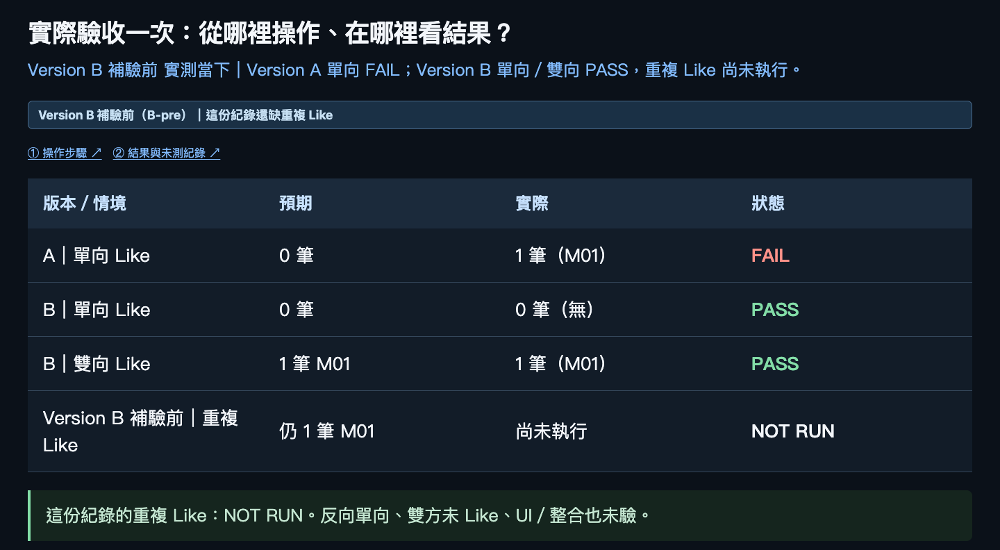 實際驗收一次：從哪裡操作、在哪裡看結果？
Version B 補驗前 實測當下｜Version A 單向 FAIL；Version B 單向 / 雙向 PASS，重複 Like 尚未執行。
Version B 補驗前（B-pre）｜這份紀錄還缺重複 Like
① 操作步驟 ↗ ② 結果與未測紀錄 ↗
版本 / 情境 預期 實際 狀態
A｜單向 Like 0 筆 1 筆（M01） FAIL
B｜單向 Like 0 筆 0 筆（無） PASS
B｜雙向 Like 1 筆 M01 1 筆（M01） PASS
Version B 補驗前｜重複
Like 仍 1 筆 M01 尚未執行 NOT RUN
這份紀錄的重複 Like：NOT RUN。反向單向、雙方未 Like、UI / 整合也未驗。